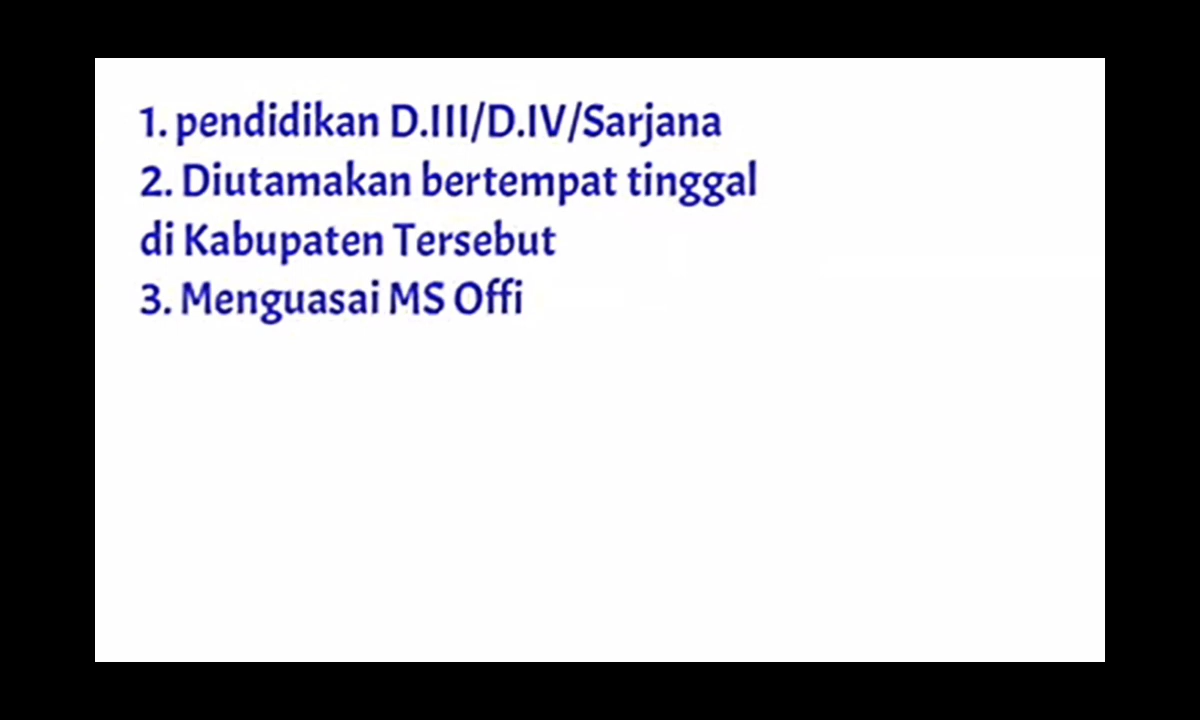 1. pendidikan D.III/D.IV/Sarjana
2. Diutamakan bertempat tinggal
di Kabupaten Tersebut
3. Menguasai MS Offi